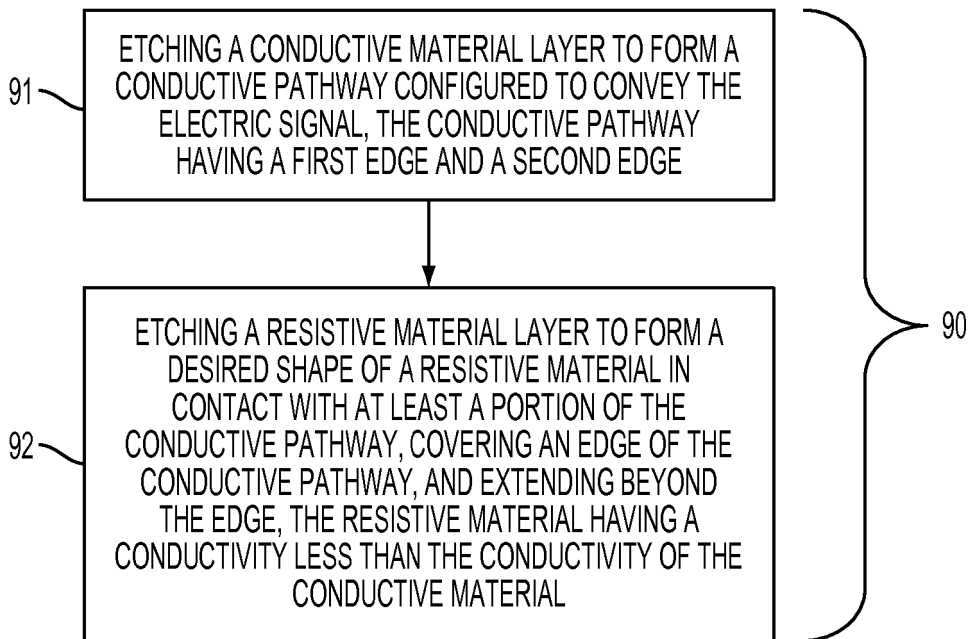 91
ETCHING A CONDUCTIVE MATERIAL LAYER TO FORM A
CONDUCTIVE PATHWAY CONFIGURED TO CONVEY THE
ELECTRIC SIGNAL, THE CONDUCTIVE PATHWAY
HAVING A FIRST EDGE AND A SECOND EDGE
92
ETCHING A RESISTIVE MATERIAL LAYER TO FORM A
DESIRED SHAPE OF A RESISTIVE MATERIAL IN
CONTACT WITH AT LEAST A PORTION OF THE
CONDUCTIVE PATHWAY, COVERING AN EDGE OF THE
CONDUCTIVE PATHWAY, AND EXTENDING BEYOND
THE EDGE, THE RESISTIVE MATERIAL HAVING A
CONDUCTIVITY LESS THAN THE CONDUCTIVITY OF THE
CONDUCTIVE MATERIAL
90